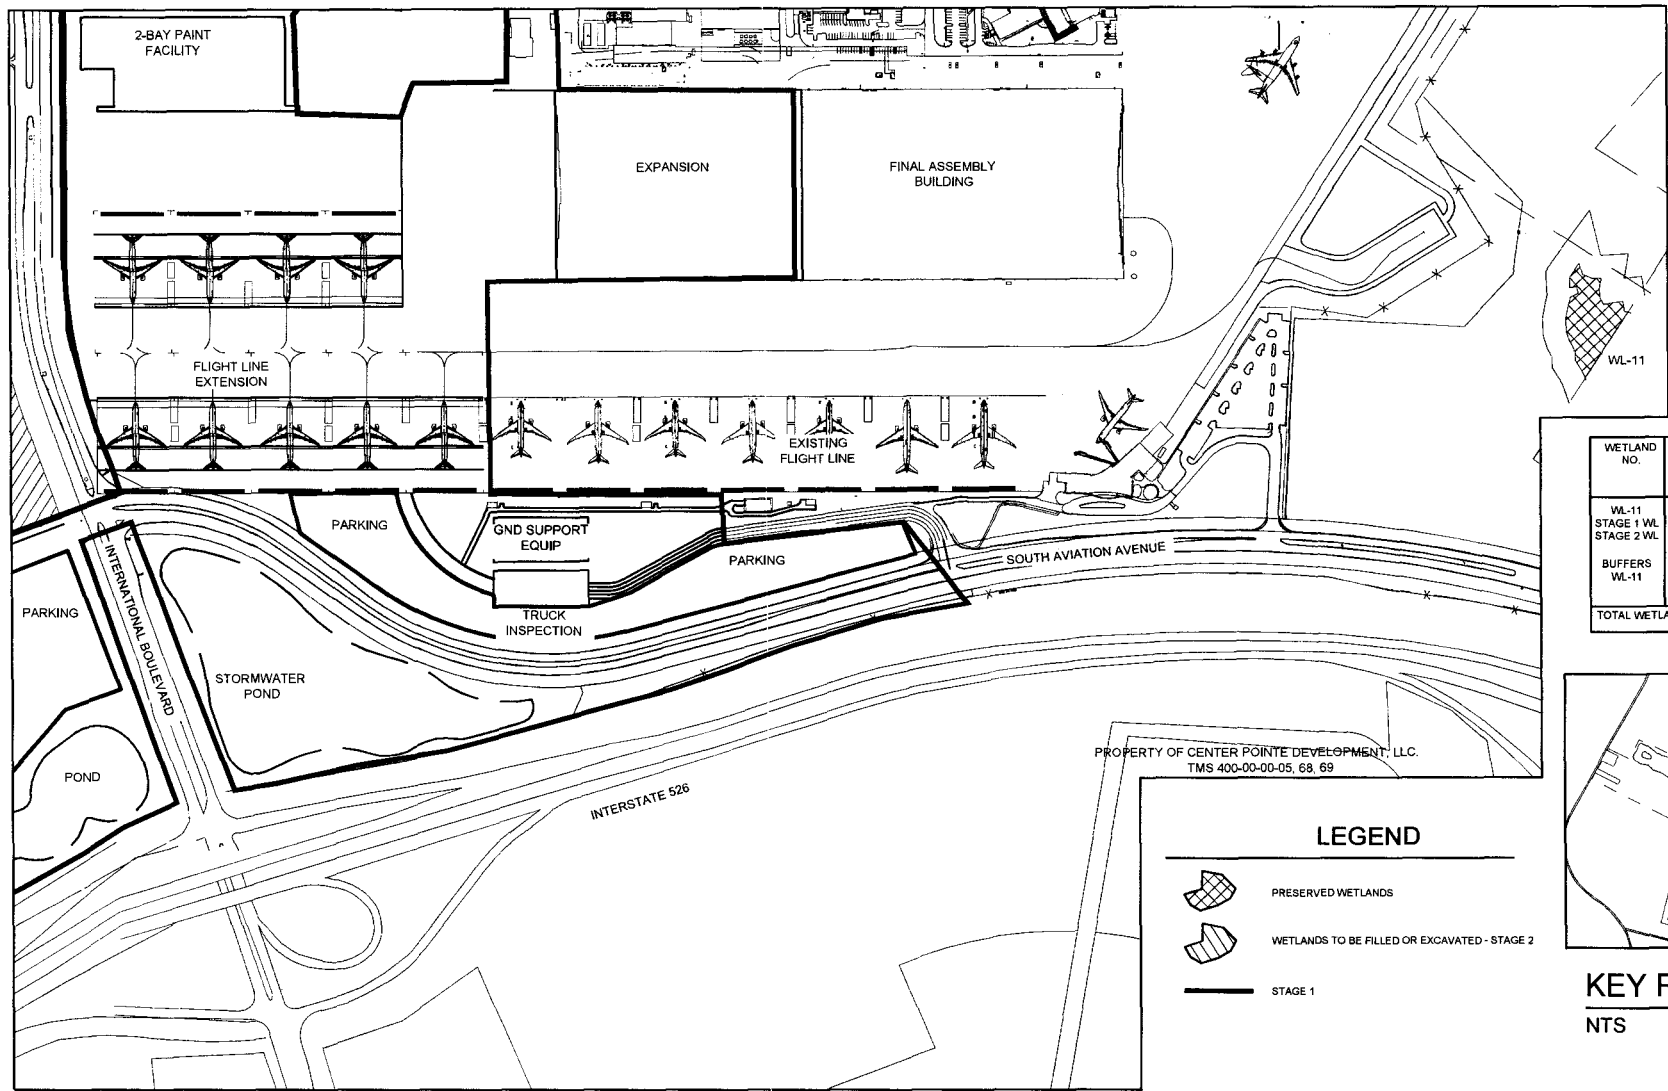 2-BAY PAINT
FACILITY
EXPANSION
FINAL ASSEMBLY
BUILDING
WL-11
FLIGHT LINE
EXTENSION
EXISTING
FLIGHT LINE
WETLAND
NO.
WL-11
STAGE 1 WL
STAGE 2 WL
BUFFERS
WL-11
TOTAL WETLA
PARKING
GND SUPPORT
EQUIP
PARKING
SOUTH AVIATION AVENUE
TRUCK
INSPECTION
PARKING
INTERNATIONAL BOULEVARD
STORMWATER
POND
POND
INTERSTATE 526
PROPERTY OF CENTER POINTE DEVELOPMENT, LLC.
TMS 400-00-00-05, 68, 69
LEGEND
PRESERVED WETLANDS
WETLANDS TO BE FILLED OR EXCAVATED - STAGE 2
STAGE 1
KEY P
NTS